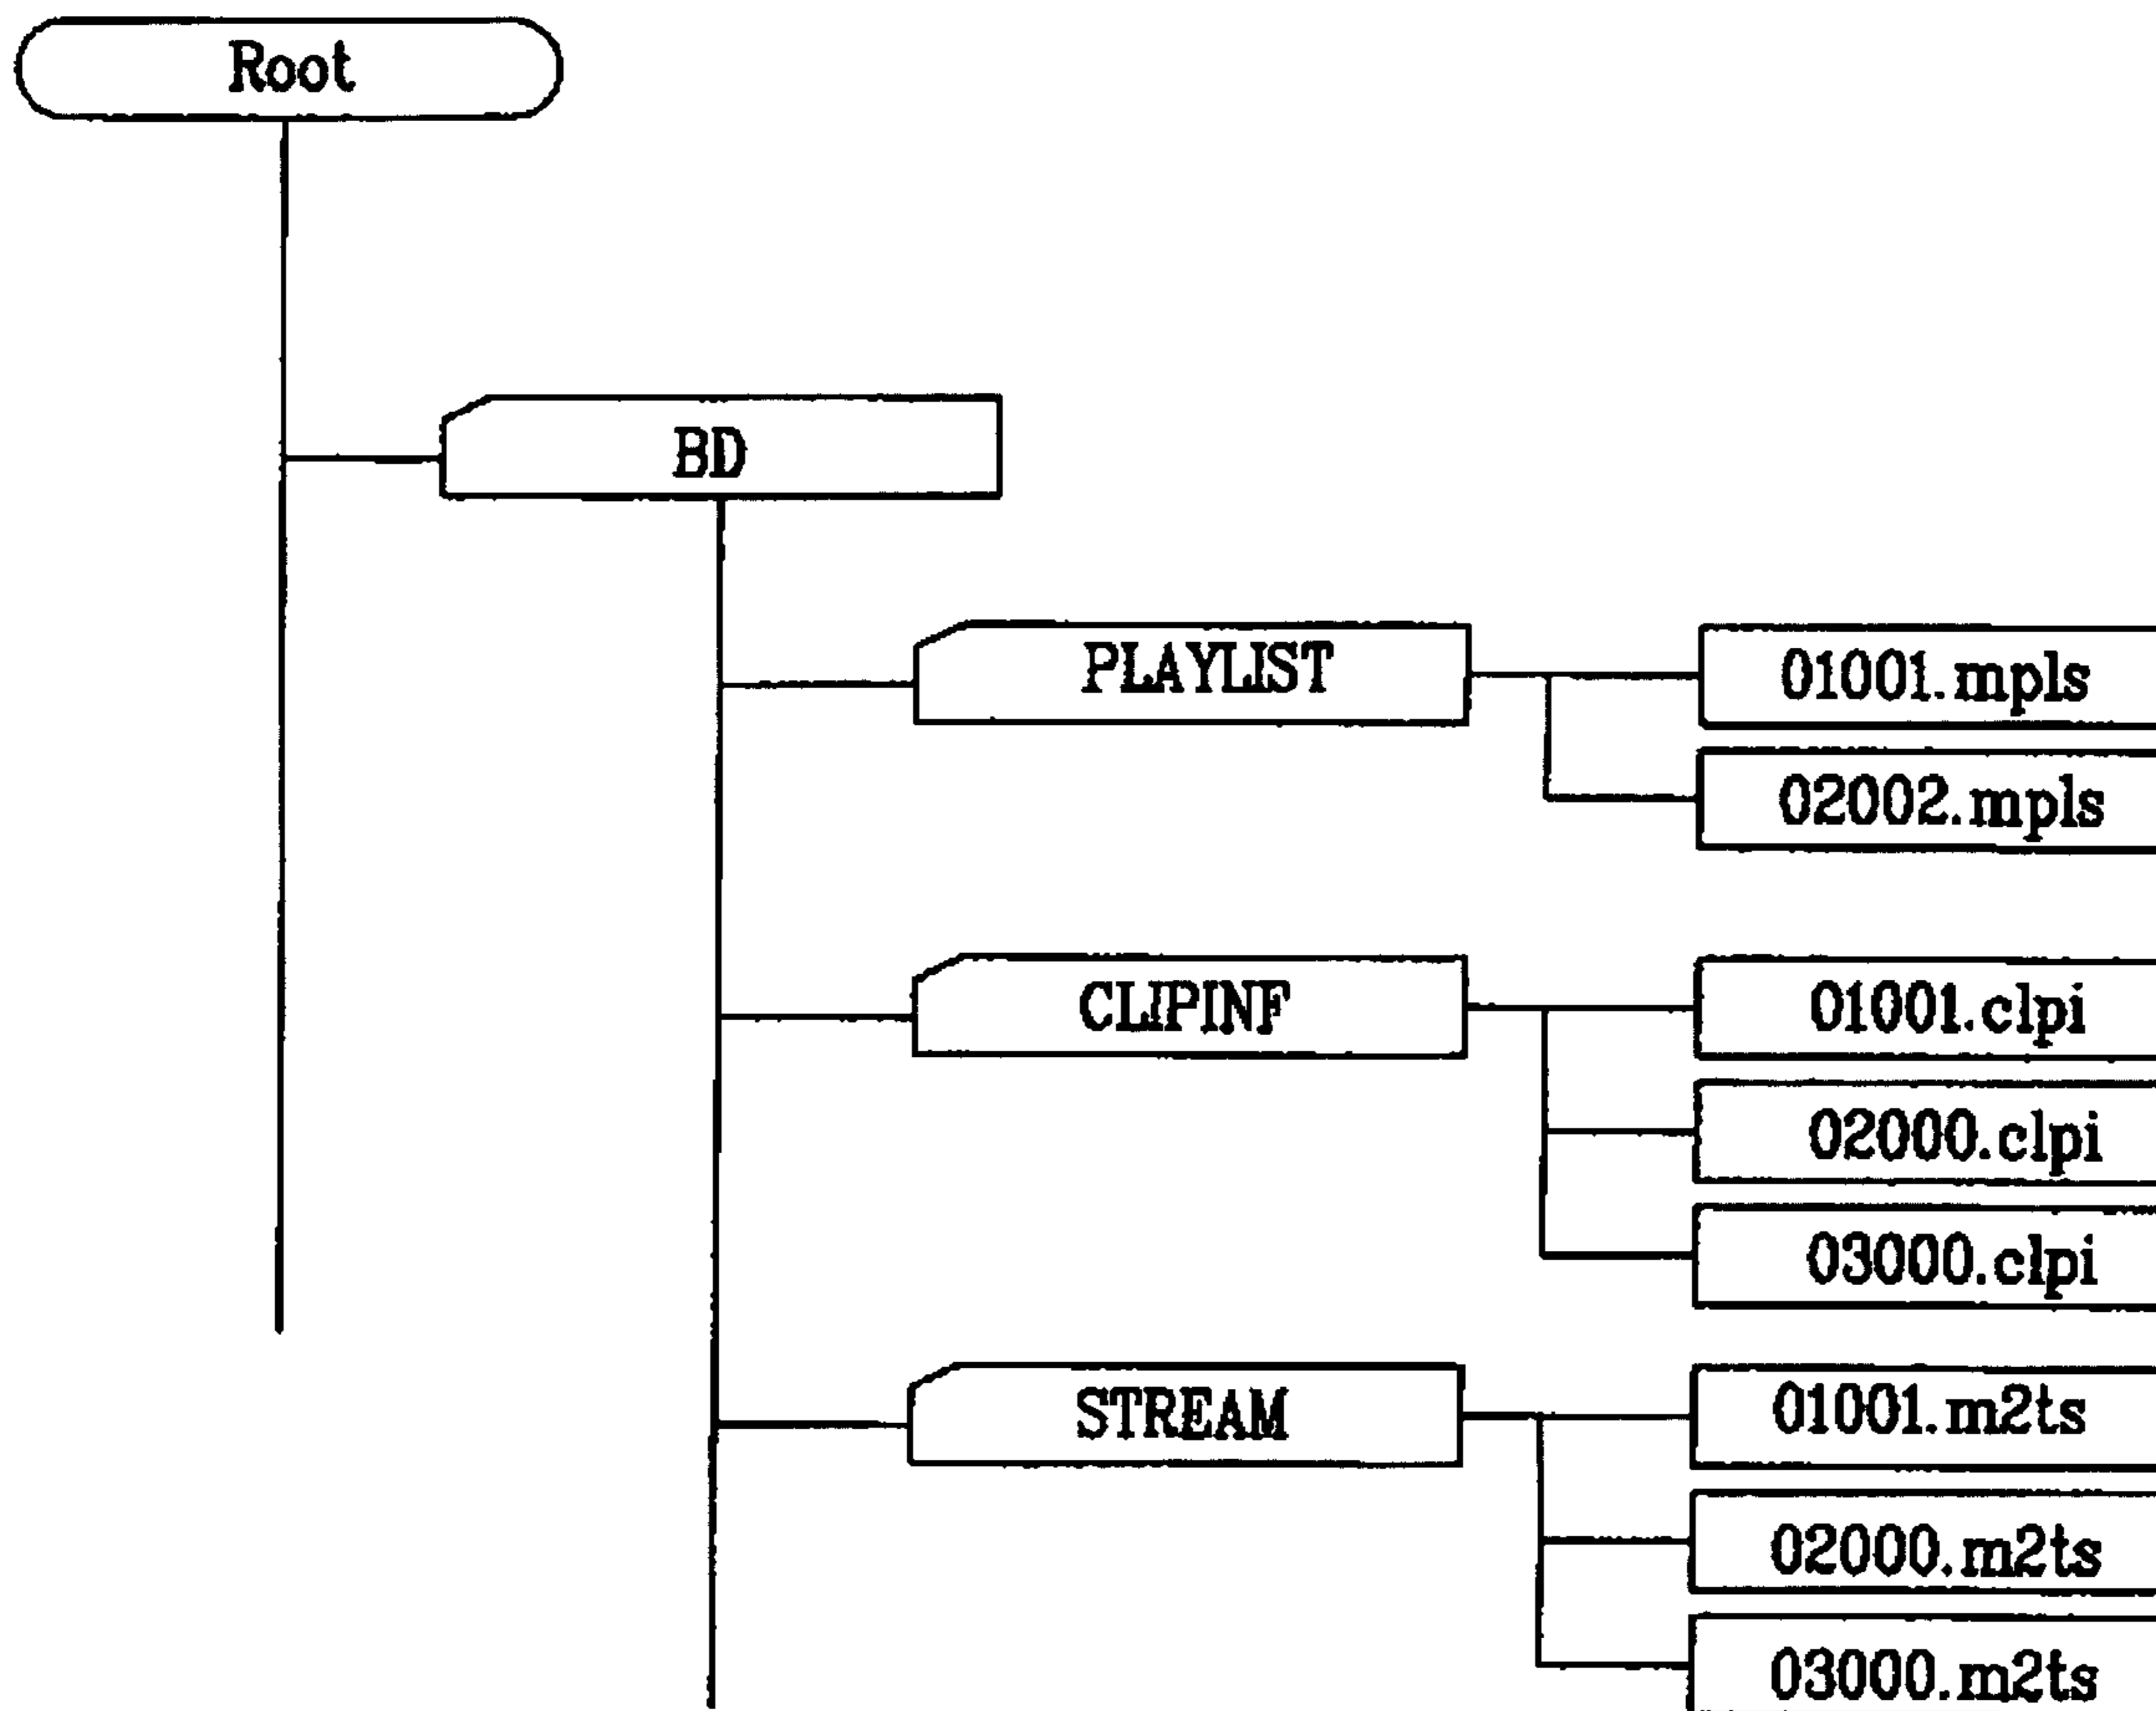 Root
BD
PLAYLIST
01001.mpls
02002.mpls
CLIPINF
01001.clpi
02000.clpi
03000.clpi
STREAM
01001.m2ts
02000.m2ts
03000.m2ts